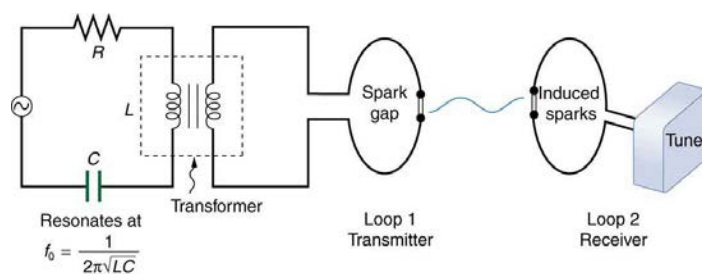 R
L
C
Transformer
Resonates at
f₀ = 1 / 2π√LC
Spark
gap
Loop 1
Transmitter
Induced
sparks
Loop 2
Receiver
Tune